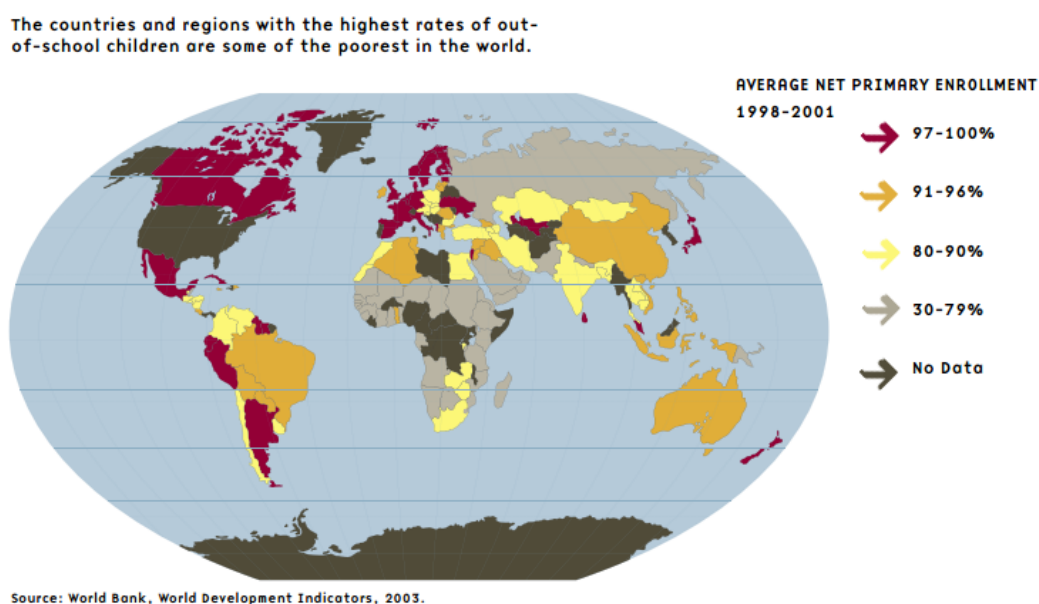 The countries and regions with the highest rates of out-
of-school children are some of the poorest in the world.
AVERAGE NET PRIMARY ENROLLMENT
1998-2001
97-100%
91-96%
80-90%
30-79%
No Data
Source: World Bank, World Development Indicators, 2003.